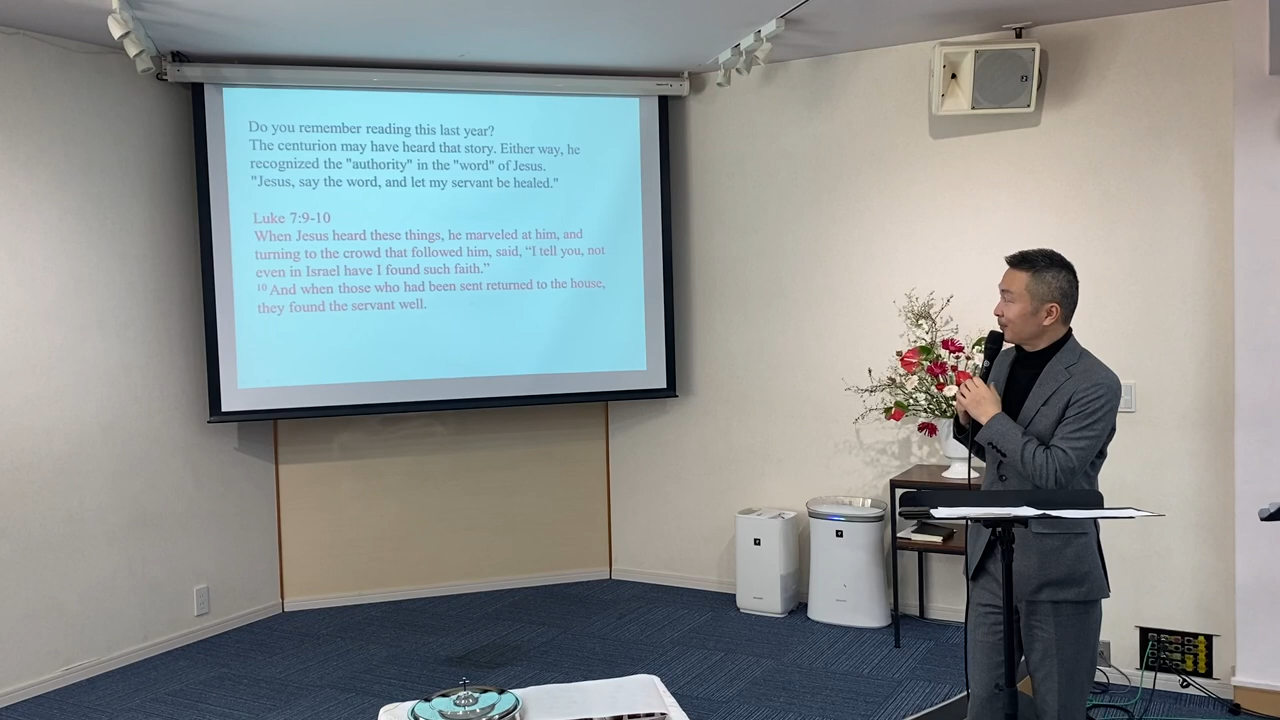 Do you remember reading this last year?
The centurion may have heard that story. Either way, he
recognized the "authority" in the "word" of Jesus.
"Jesus, say the word, and let my servant be healed."
Luke 7:9-10
When Jesus heard these things, he marveled at him, and
turning to the crowd that followed him, said, “I tell you, not
even in Israel have I found such faith.”
¹⁰ And when those who had been sent returned to the house,
they found the servant well.